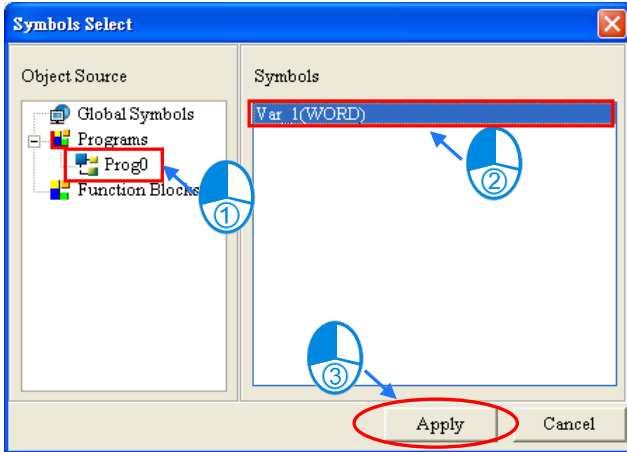 Symbols Select
Object Source
Symbols
Global Symbols
Programs
Prog0
Function Blocks
Var_1(WORD)
①
②
③
Apply
Cancel